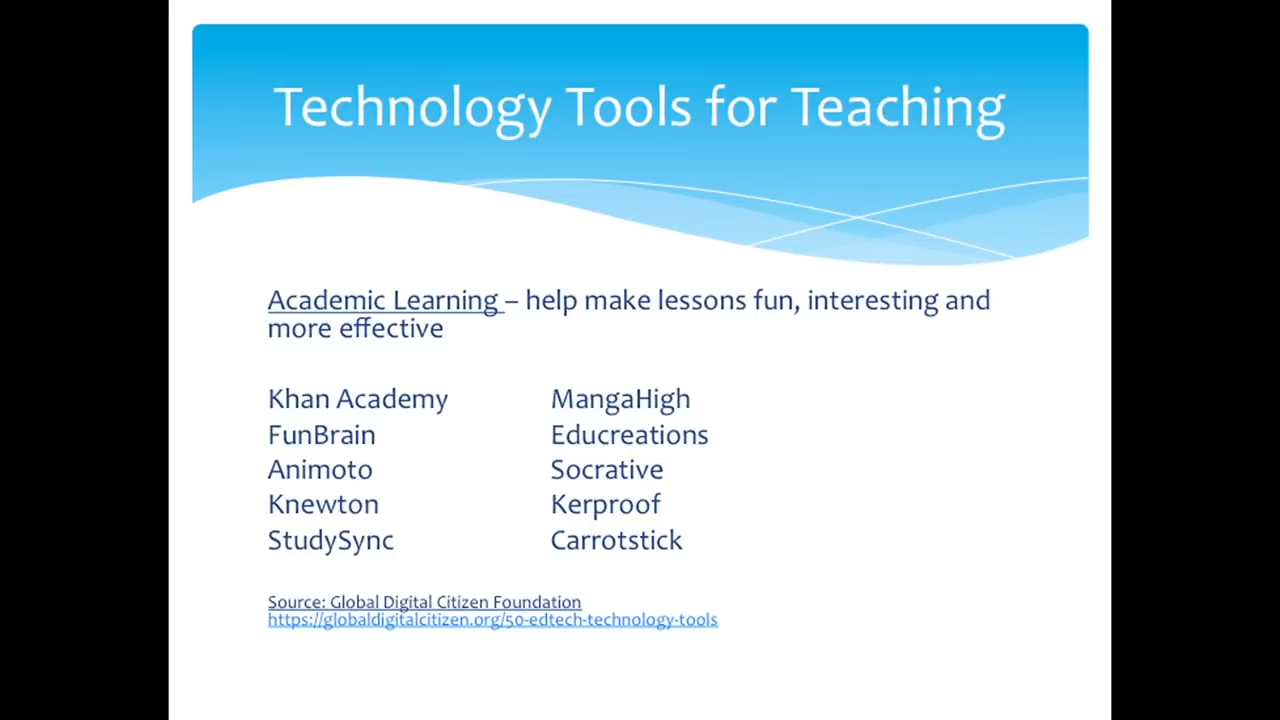 Technology Tools for Teaching
Academic Learning – help make lessons fun, interesting and
more effective
Khan Academy
FunBrain
Animoto
Knewton
StudySync
MangaHigh
Educreations
Socrative
Kerproof
Carrotstick
Source: Global Digital Citizen Foundation
https://globaldigitalcitizen.org/50-edtech-technology-tools